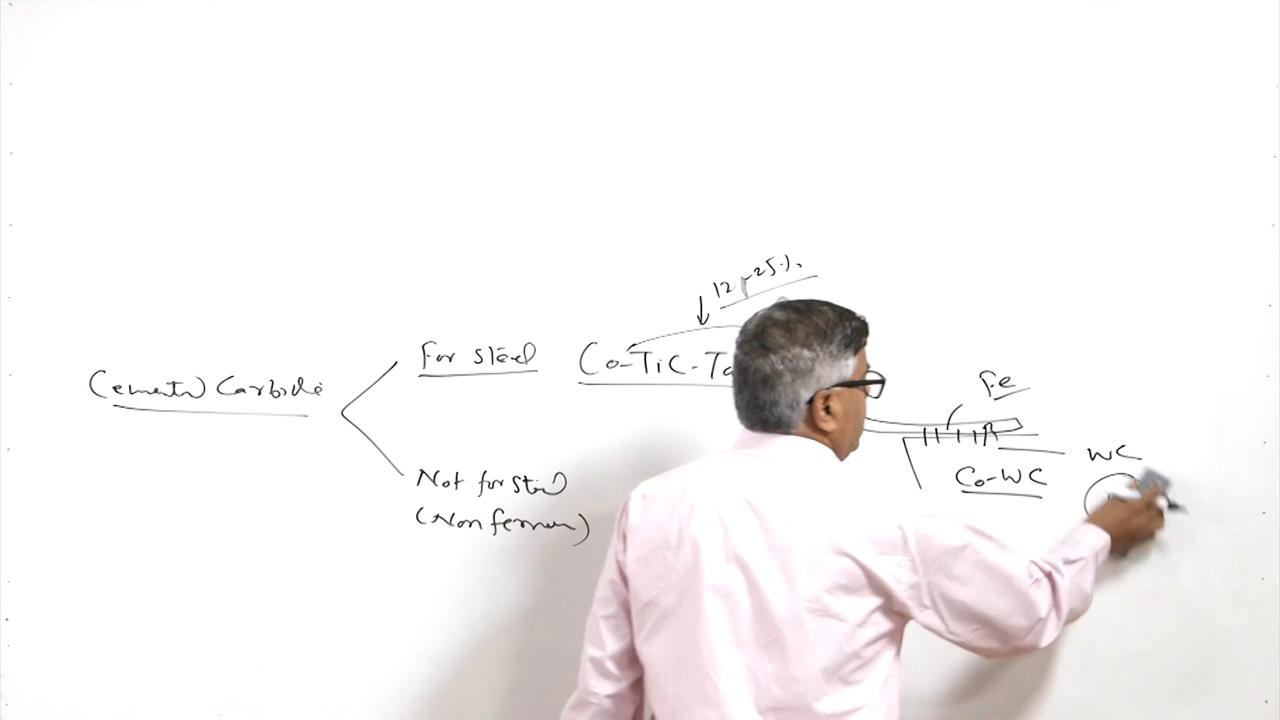 12-25%
For steel
Co-TiC-Ta
Cemented Carbide
Fe
WC
Co-WC
Not for steel
(Non ferrous)